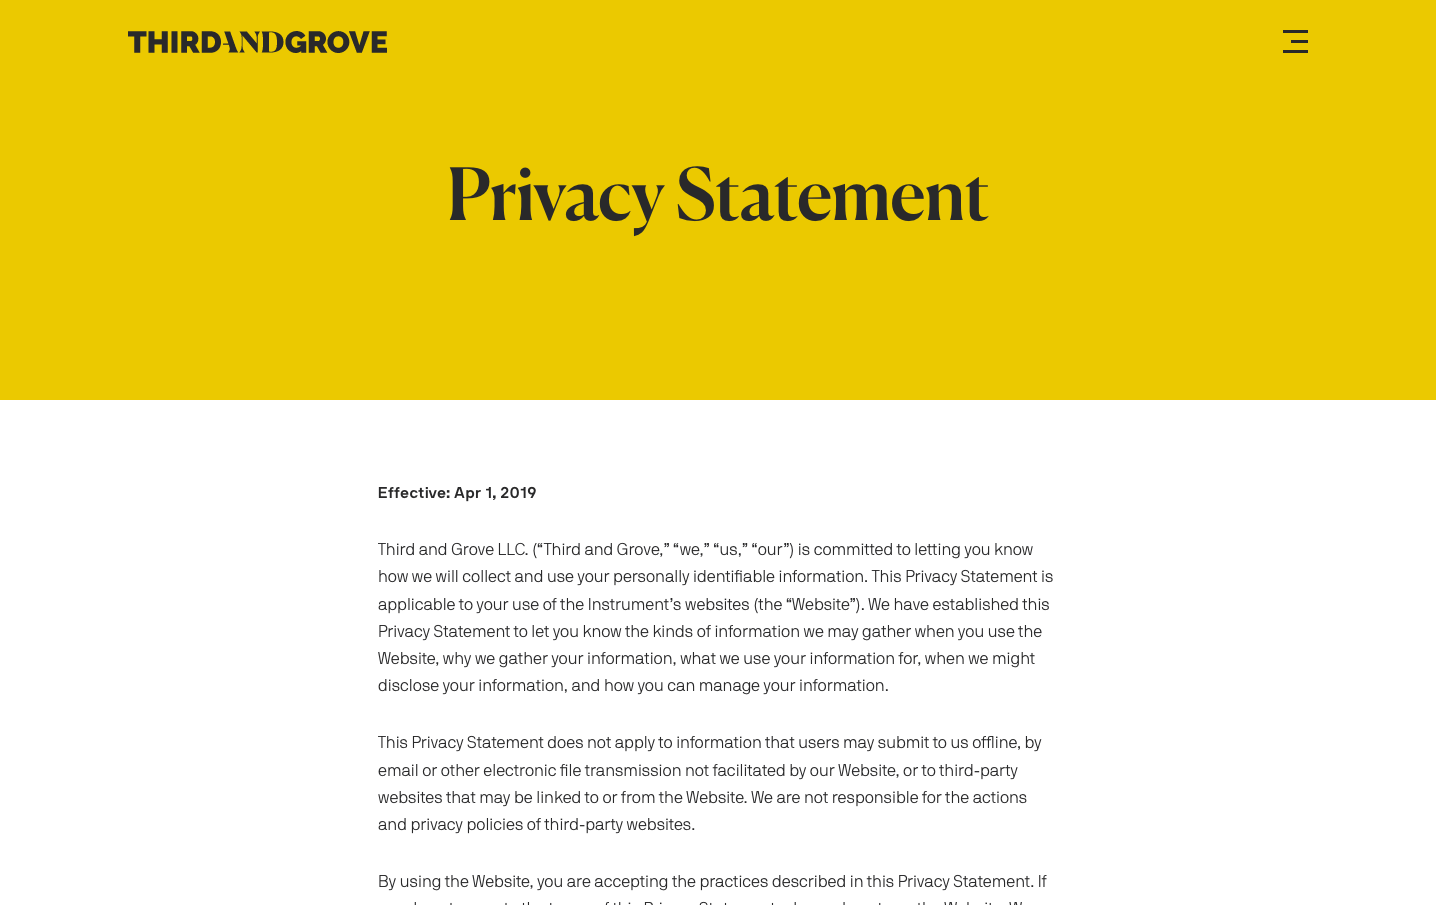 THIRDANDGROVE
Privacy Statement
Effective: Apr 1, 2019
Third and Grove LLC. (“Third and Grove,” “we,” “us,” “our”) is committed to letting you know
how we will collect and use your personally identifiable information. This Privacy Statement is
applicable to your use of the Instrument’s websites (the “Website”). We have established this
Privacy Statement to let you know the kinds of information we may gather when you use the
Website, why we gather your information, what we use your information for, when we might
disclose your information, and how you can manage your information.
This Privacy Statement does not apply to information that users may submit to us offline, by
email or other electronic file transmission not facilitated by our Website, or to third-party
websites that may be linked to or from the Website. We are not responsible for the actions
and privacy policies of third-party websites.
By using the Website, you are accepting the practices described in this Privacy Statement. If